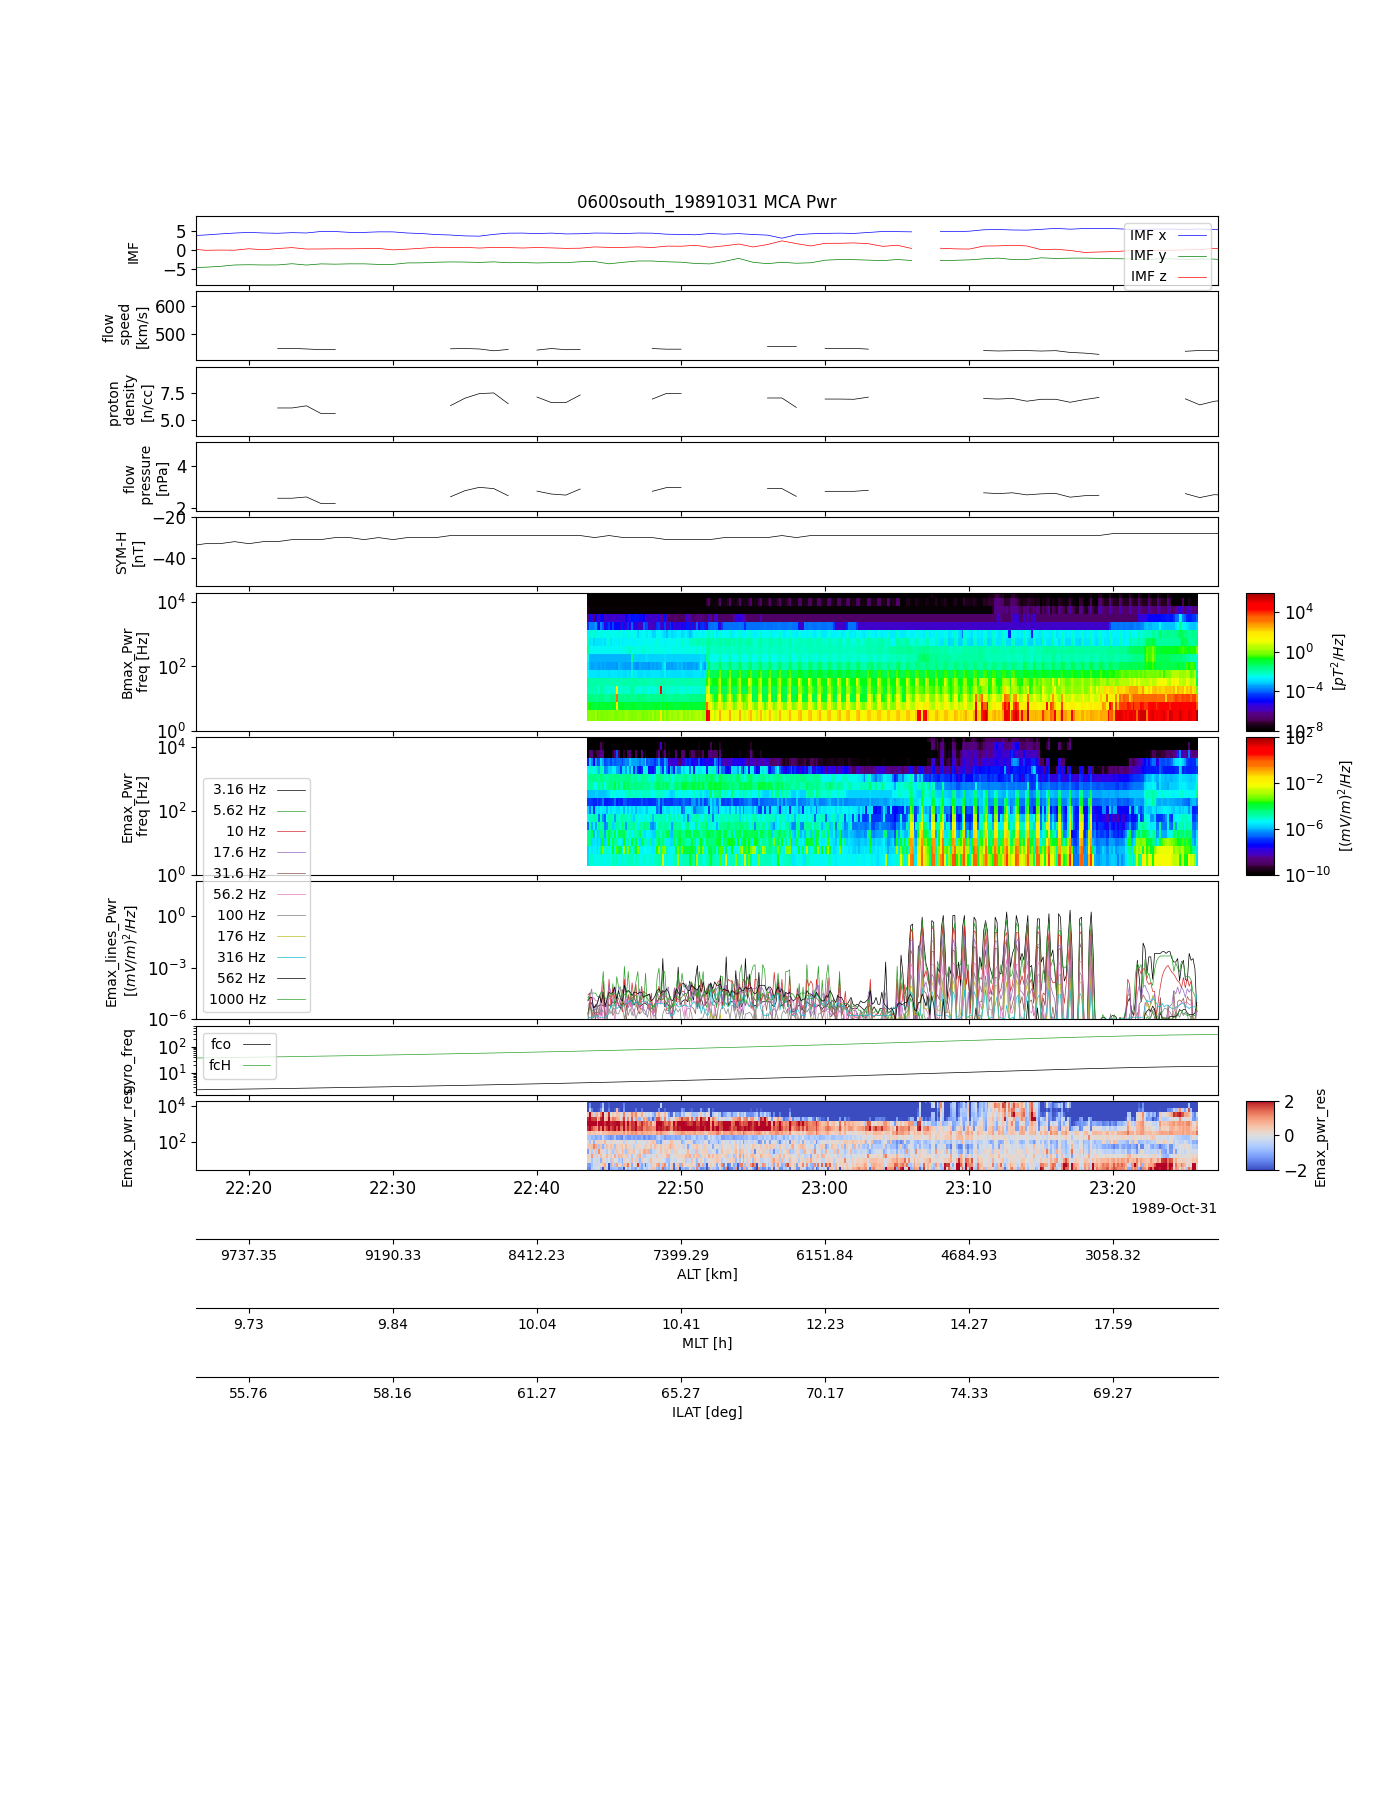 0600south_19891031 MCA Pwr
IMF
5
0
−5
IMF x
IMF y
IMF z
flow
speed
[km/s]
600
500
proton
density
[n/cc]
7.5
5.0
flow
pressure
[nPa]
4
2
SYM-H
[nT]
−20
−40
Bmax_Pwr
freq [Hz]
10^4
10^2
10^0
10^4
10^0
10^−4
10^−8
[pT^2/Hz]
Emax_Pwr
freq [Hz]
10^4
10^2
10^0
10^2
10^−2
10^−6
10^−10
[(mV/m)^2/Hz]
3.16 Hz
5.62 Hz
10 Hz
17.6 Hz
31.6 Hz
56.2 Hz
100 Hz
176 Hz
316 Hz
562 Hz
1000 Hz
Emax_lines_Pwr
[(mV/m)^2/Hz]
10^0
10^−3
10^−6
gyro_freq
10^2
10^1
fco
fcH
Emax_pwr_res
10^4
10^2
2
0
−2
Emax_pwr_res
22:20 22:30 22:40 22:50 23:00 23:10 23:20
1989-Oct-31
9737.35 9190.33 8412.23 7399.29 6151.84 4684.93 3058.32
ALT [km]
9.73 9.84 10.04 10.41 12.23 14.27 17.59
MLT [h]
55.76 58.16 61.27 65.27 70.17 74.33 69.27
ILAT [deg]